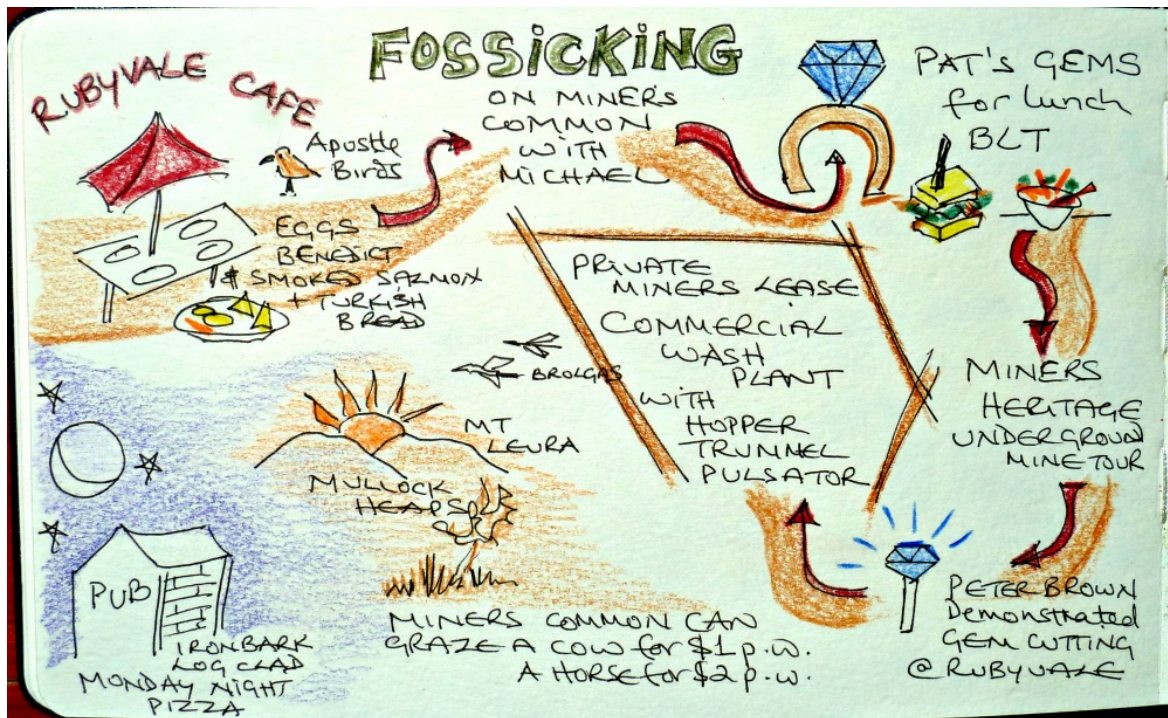 FOSSiCKiNG
RUBYVALE CAFE
Apustle
Birds
ON MINER'S
COMMON
WITH
MICHAEL
PAT'S GEMS
for lunch
BLT
EGGS
BENEDICT
& SMOKED SALMON
+ TURKISH
BREAD
PRIVATE
MINERS LEASE
COMMERCIAL
WASH
PLANT
WITH
HOPPER
TRUMMEL
PULSATOR
MINERS
HERITAGE
UNDERGROUND
MINE TOUR
BROLGAS
MT
LEURA
MULLOCK
HEAPS
PUB
IRONBARK
LOG CLAD
MONDAY NIGHT
PIZZA
MINERS COMMON CAN
GRAZE A COW for $1 p.w.
A HORSE for $2 p.w.
PETER BROWN
Demonstrated
GEM CUTTING
@ RUBYVALE